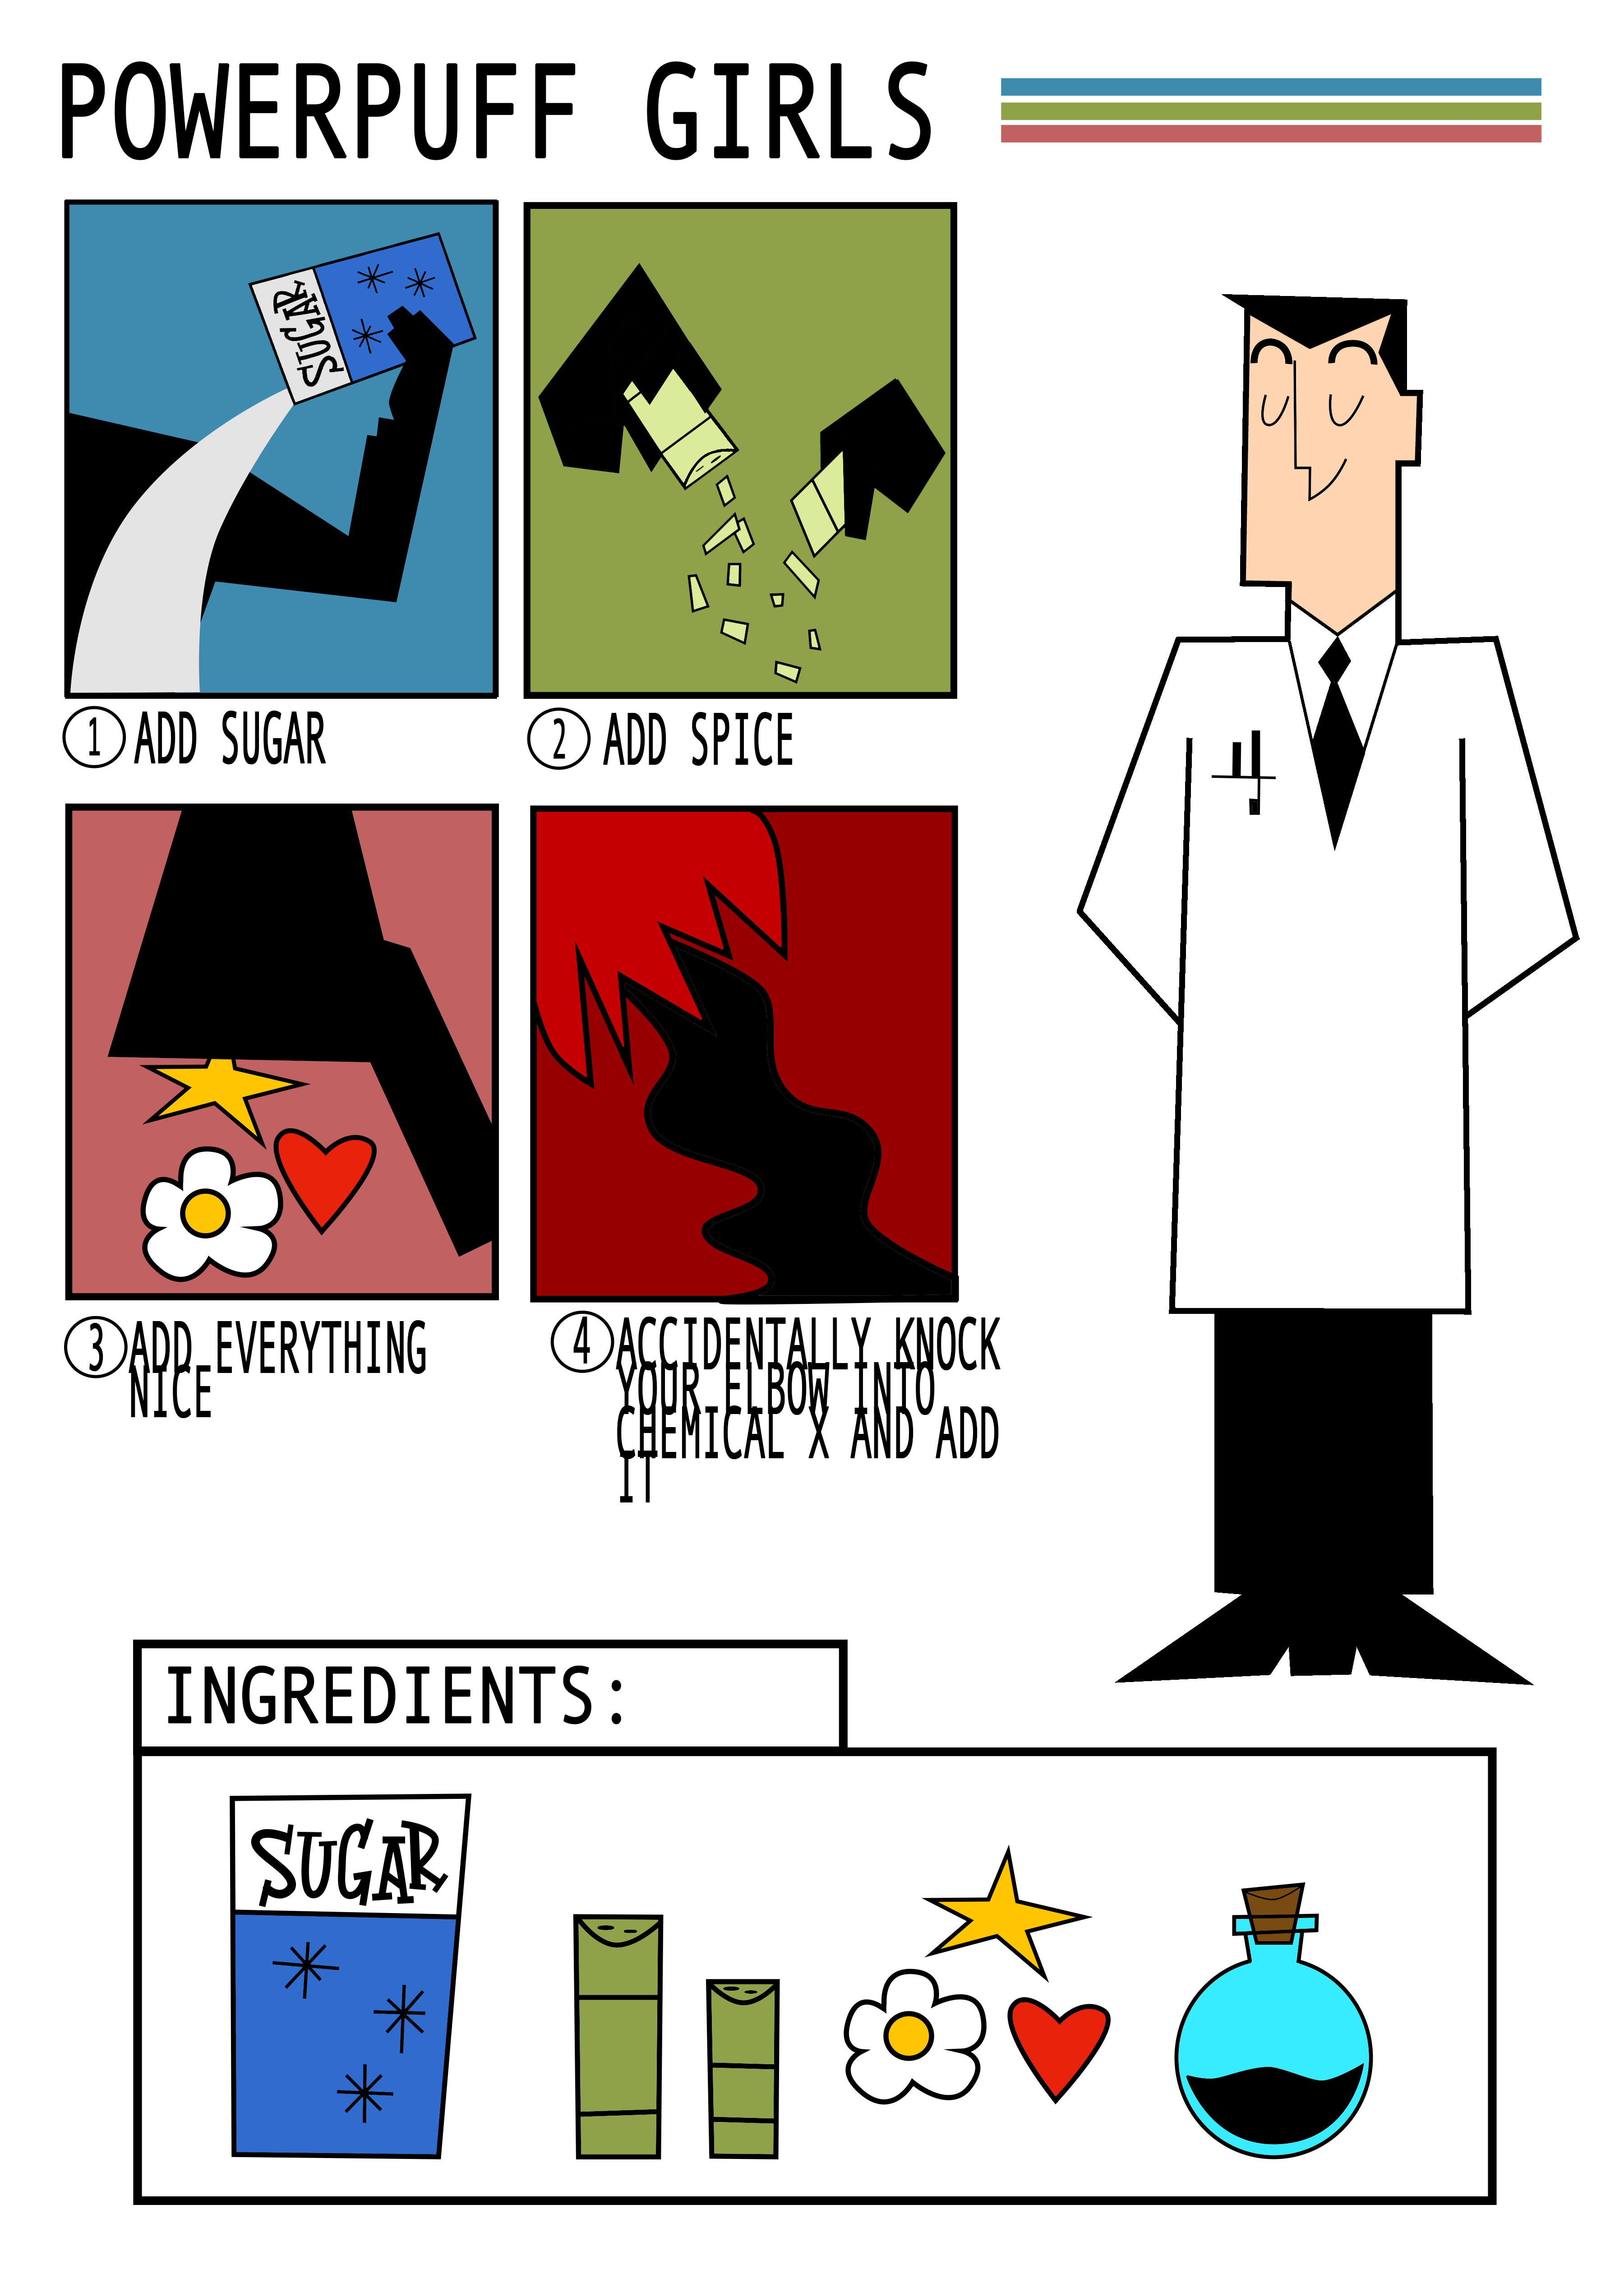 POWERPUFF GIRLS
SUGAR
1 ADD SUGAR
2 ADD SPICE
3 ADD EVERYTHING
NICE
4 ACCIDENTALLY KNOCK
YOUR ELBOW INTO
CHEMICAL X AND ADD
IT
INGREDIENTS:
SUGAR